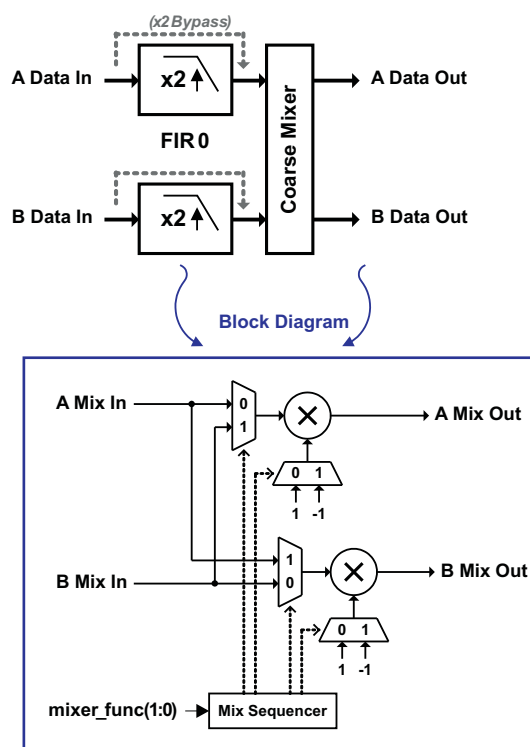 (x2 Bypass)
A Data In
x2
A Data Out
FIR 0
Coarse Mixer
B Data In
x2
B Data Out
Block Diagram
A Mix In
0
1
A Mix Out
0 1
1 -1
B Mix In
1
0
B Mix Out
0 1
1 -1
mixer_func(1:0)
Mix Sequencer